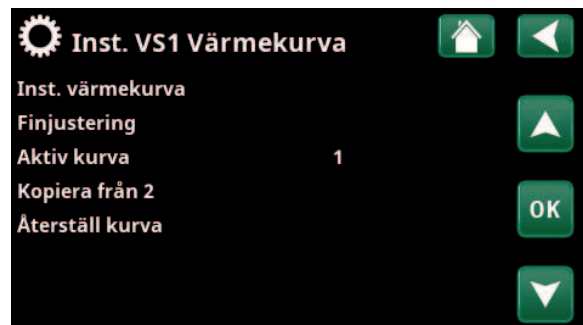 Inst. VS1 Värmekurva
Inst. värmekurva
Finjustering
Aktiv kurva 1
Kopiera från 2
OK
Återställ kurva